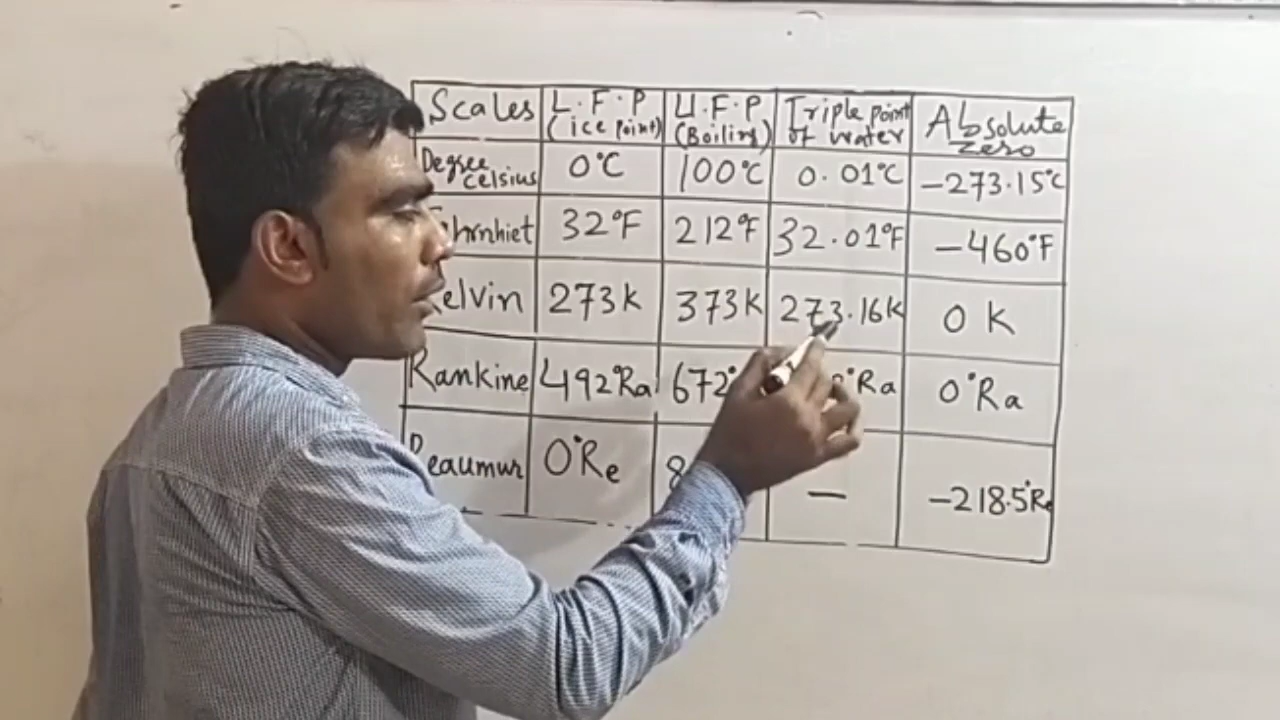 Scales L.F.P (ice point) U.F.P (Boiling) Triple point of water Absolute zero
Degree celsius 0°C 100°C 0.01°C -273.15°C
32°F 212°F 32.01°F -460°F
273K 373K 273.16K 0 K
Rankine 492°Ra 0°Ra
0°Re — -218.5°Re